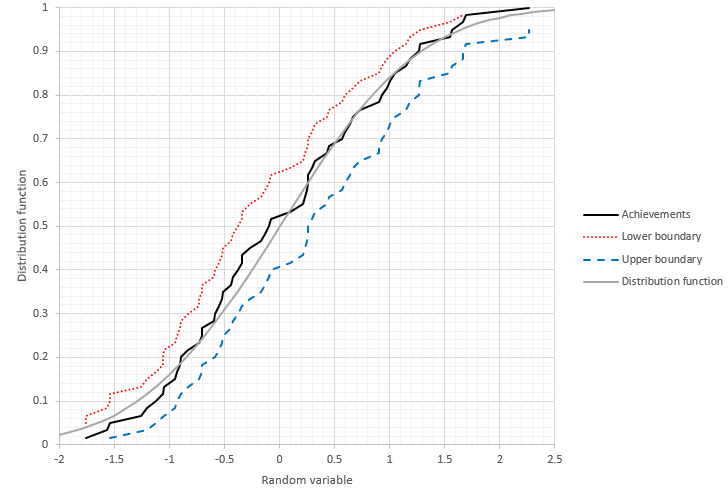 1
0.9
0.8
0.7
0.6
0.5
0.4
0.3
0.2
0.1
0
Distribution function
-2 -1.5 -1 -0.5 0 0.5 1 1.5 2 2.5
Random variable
Achievements
Lower boundary
Upper boundary
Distribution function